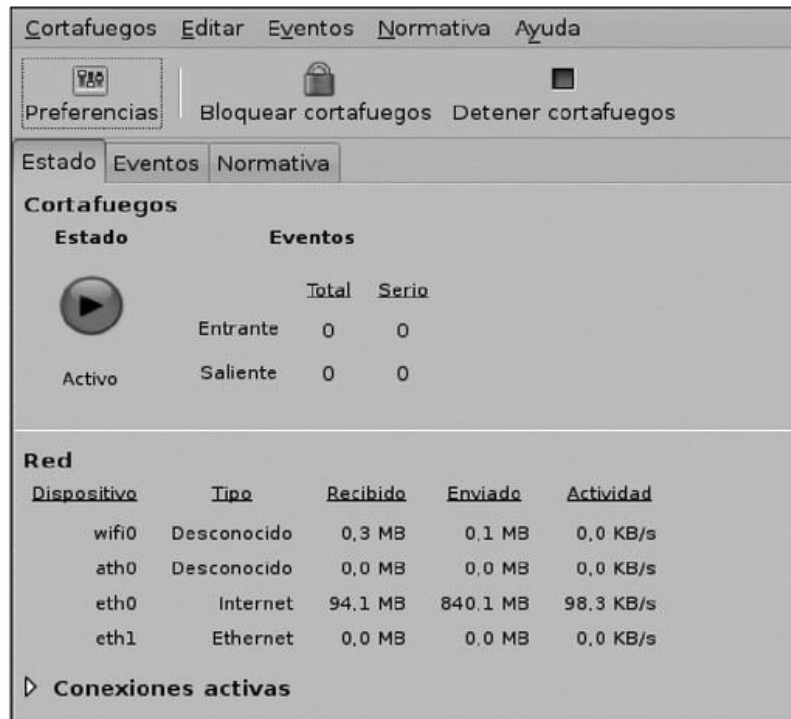 Cortafuegos Editar Eventos Normativa Ayuda
Preferencias Bloquear cortafuegos Detener cortafuegos
Estado Eventos Normativa
Cortafuegos
Estado Eventos
Total Serio
Entrante 0 0
Activo Saliente 0 0
Red
Dispositivo Tipo Recibido Enviado Actividad
wifi0 Desconocido 0,3 MB 0,1 MB 0,0 KB/s
ath0 Desconocido 0,0 MB 0,0 MB 0,0 KB/s
eth0 Internet 94,1 MB 840,1 MB 98,3 KB/s
eth1 Ethernet 0,0 MB 0,0 MB 0,0 KB/s
Conexiones activas